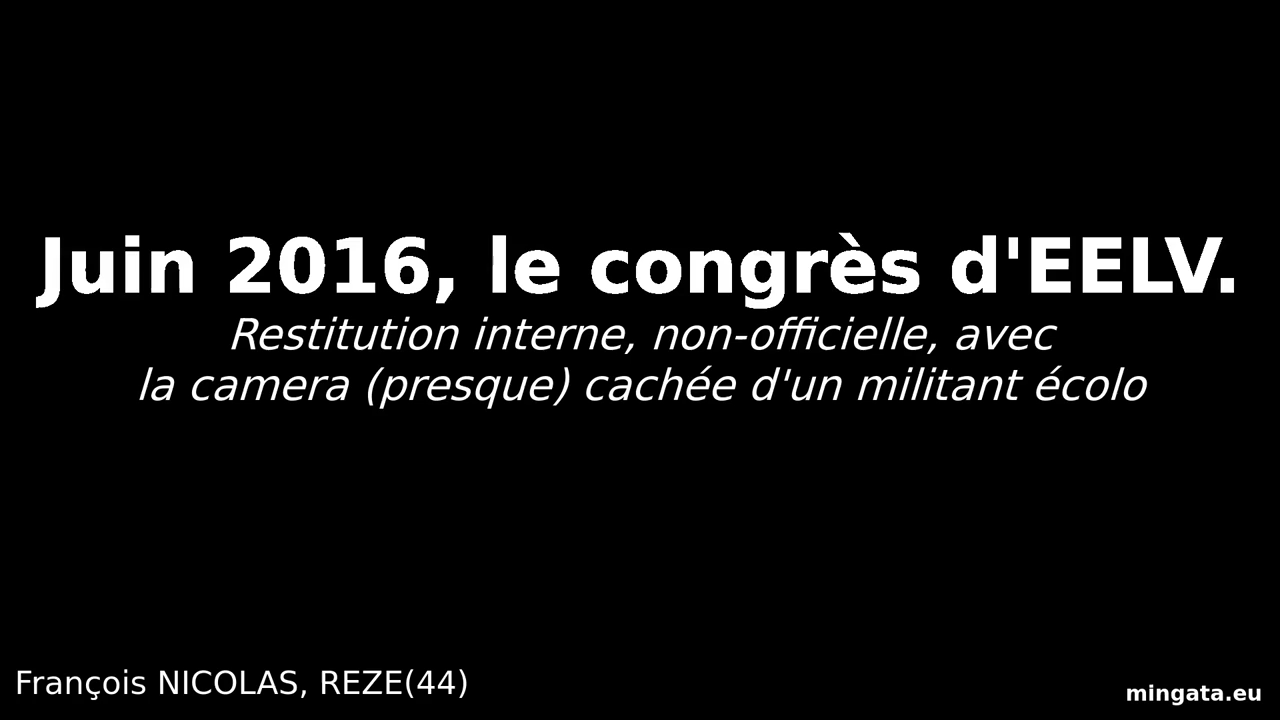 Juin 2016, le congrès d'EELV.
Restitution interne, non-officielle, avec
la camera (presque) cachée d'un militant écolo
François NICOLAS, REZE(44)
mingata.eu